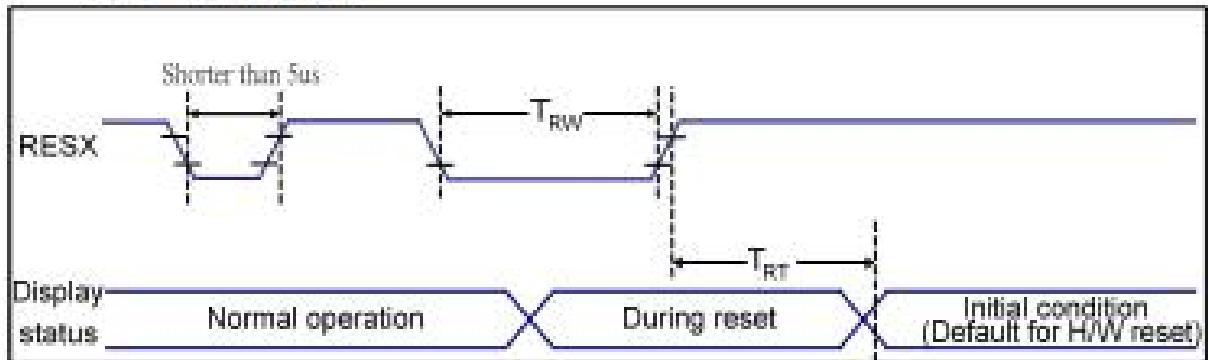 Shorter than 5us
TRW
RESX
TRT
Display
status
Normal operation
During reset
Initial condition
(Default for H/W reset)